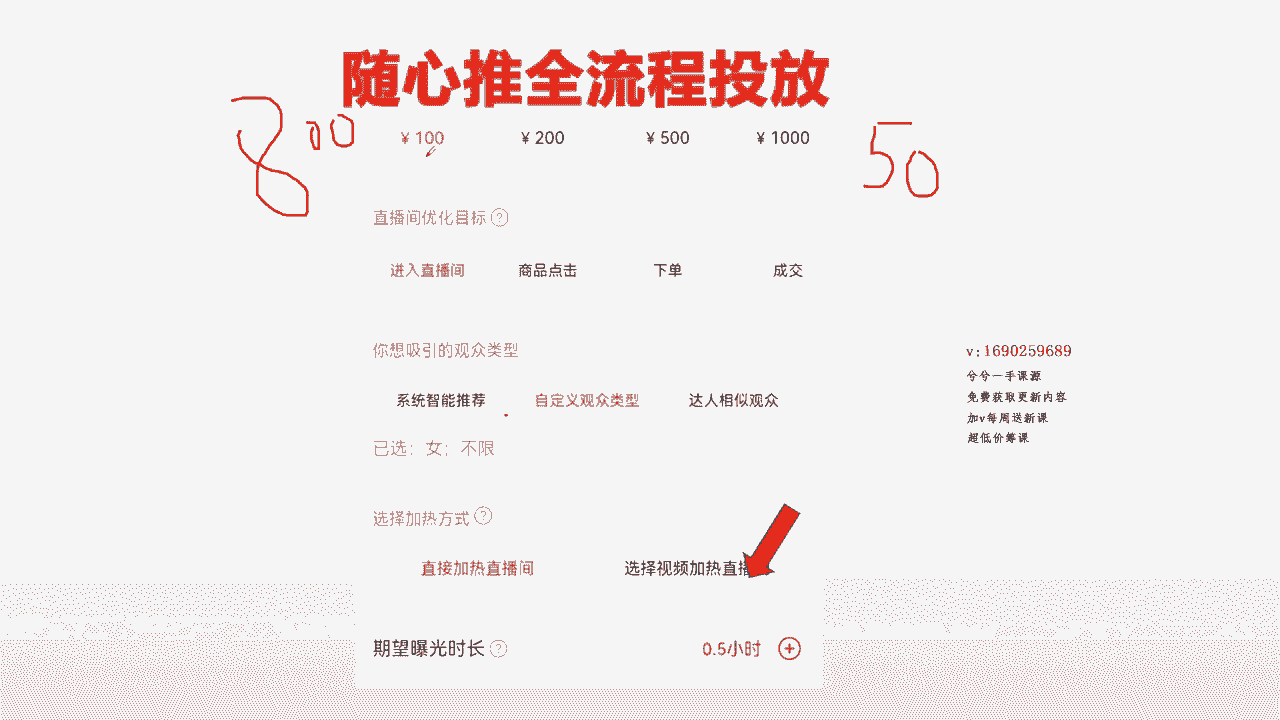 随心推全流程投放
800 ¥ 100 ¥ 200 ¥ 500 ¥ 1000 50
直播间优化目标 ?
进入直播间 商品点击 下单 成交
你想吸引的观众类型
v:1690259689
兮兮一手课源
免费获取更新内容
系统智能推荐 自定义观众类型 达人相似观众
加v每周送新课
超低价筹课
已选：女；不限
选择加热方式 ?
直接加热直播间 选择视频加热直播
期望曝光时长 ? 0.5小时 +